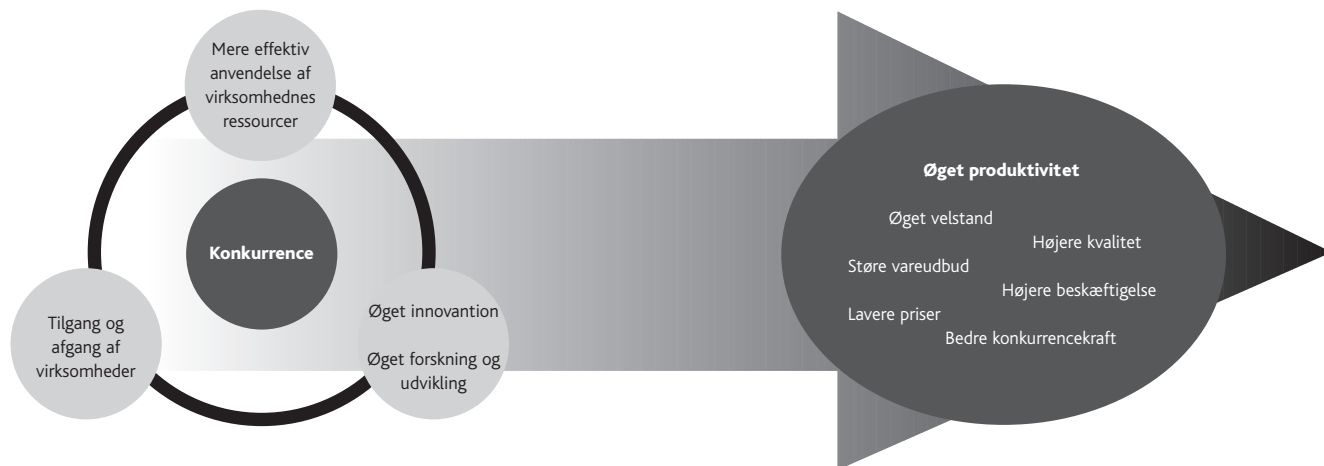 Mere effektiv
anvendelse af
virksomhednes
ressourcer
Konkurrence
Tilgang og
afgang af
virksomheder
Øget innovantion
Øget forskning og
udvikling
Øget produktivitet
Øget velstand
Højere kvalitet
Større vareudbud
Højere beskæftigelse
Lavere priser
Bedre konkurrencekraft